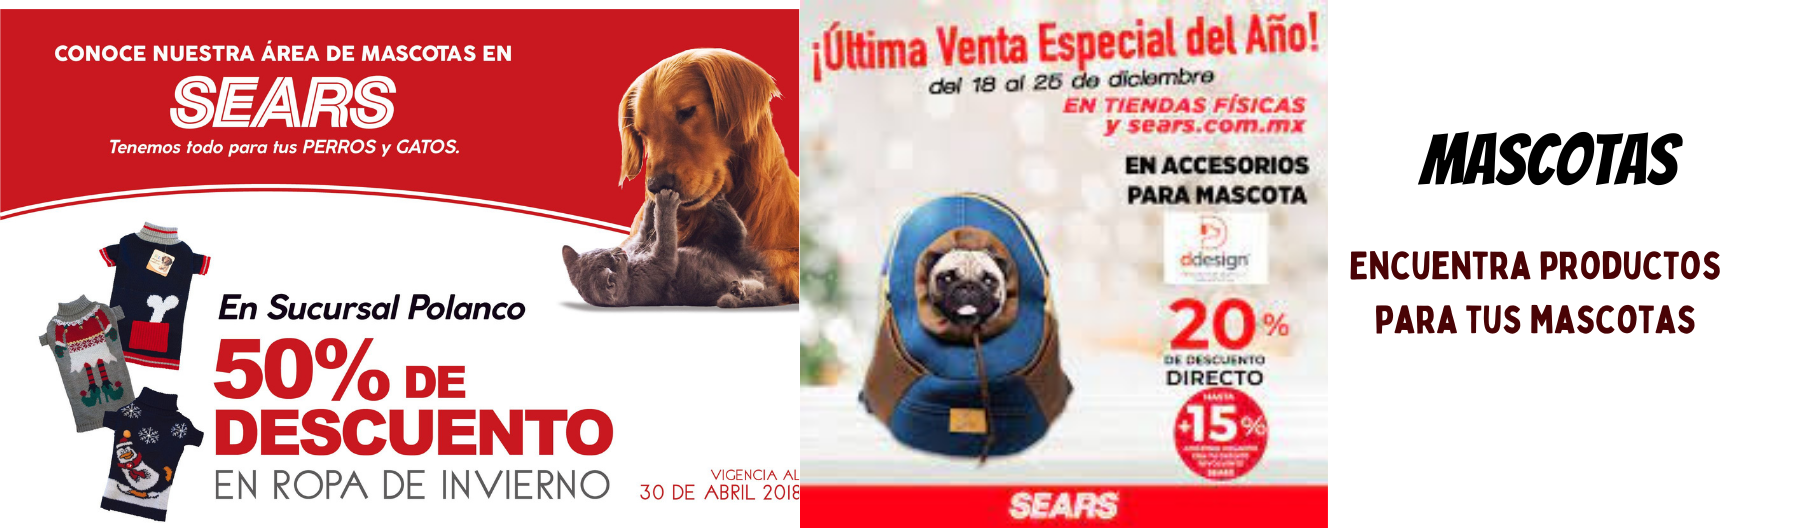 CONOCE NUESTRA ÁREA DE MASCOTAS EN
SEARS
Tenemos todo para tus PERROS y GATOS.
En Sucursal Polanco
50% DE
DESCUENTO
EN ROPA DE INVIERNO
VIGENCIA AL
30 DE ABRIL 2018
¡Última Venta Especial del Año!
del 18 al 25 de diciembre
EN TIENDAS FÍSICAS
y sears.com.mx
EN ACCESORIOS
PARA MASCOTA
ddesign
20%
DE DESCUENTO
DIRECTO
HASTA
+15%
SEARS
SEARS
MASCOTAS
ENCUENTRA PRODUCTOS
PARA TUS MASCOTAS